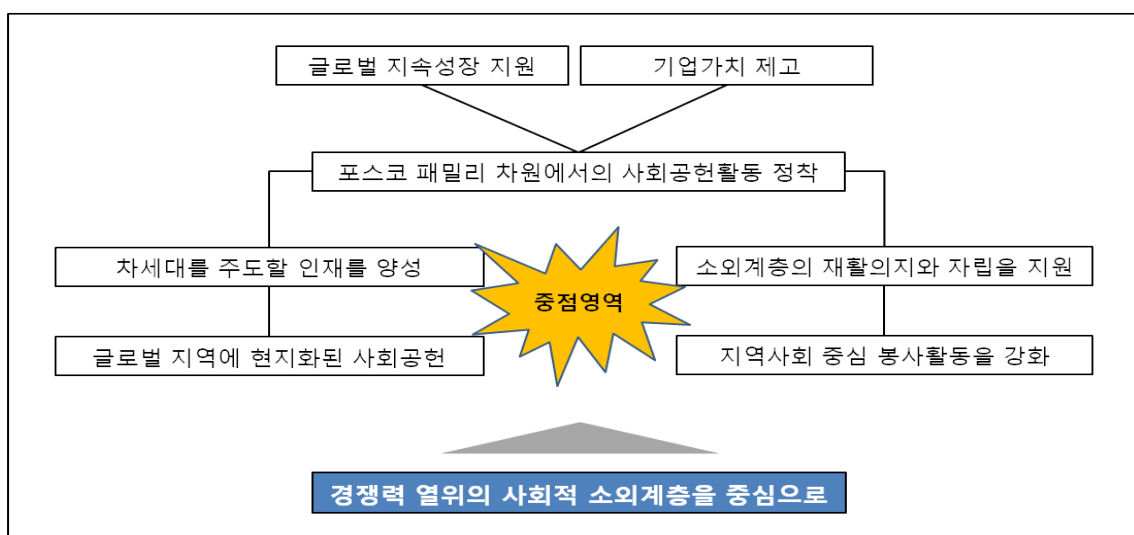 글로벌 지속성장 지원
기업가치 제고
포스코 패밀리 차원에서의 사회공헌활동 정착
차세대를 주도할 인재를 양성
소외계층의 재활의지와 자립을 지원
중점영역
글로벌 지역에 현지화된 사회공헌
지역사회 중심 봉사활동을 강화
경쟁력 열위의 사회적 소외계층을 중심으로